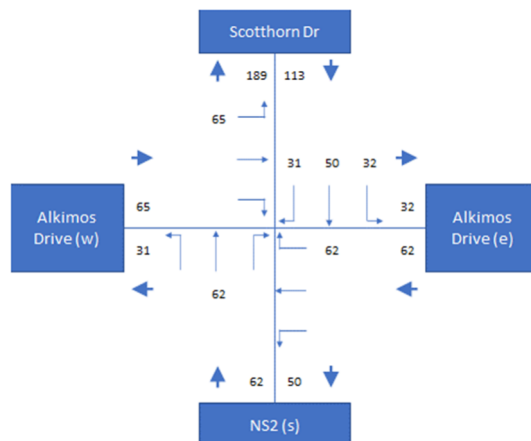 Scotthorn Dr
189 113
65
31 50 32
Alkimos
Drive (w)
65
31
32
62
Alkimos
Drive (e)
62
62
62 50
NS2 (s)